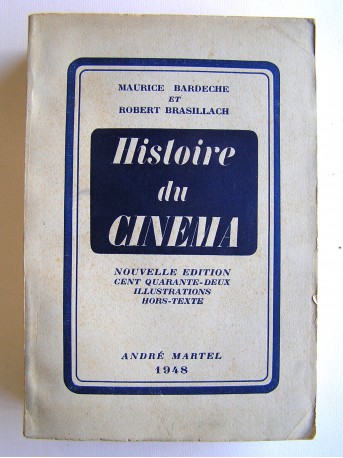 MAURICE BARDECHE
ET
ROBERT BRASILLACH
Histoire
du
CINEMA
NOUVELLE EDITION
CENT QUARANTE-DEUX
ILLUSTRATIONS
HORS-TEXTE
ANDRÉ MARTEL
1948